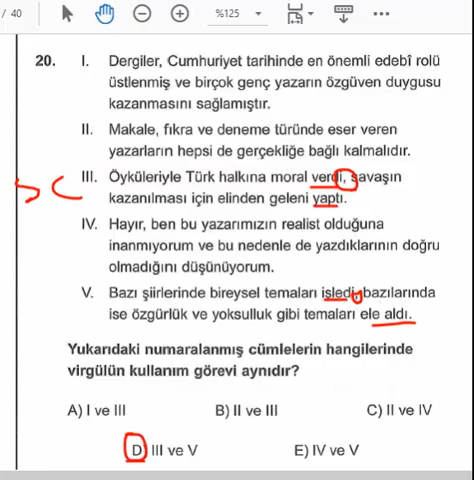 / 40
%125
20. I. Dergiler, Cumhuriyet tarihinde en önemli edebî rolü
üstlenmiş ve birçok genç yazarın özgüven duygusu
kazanmasını sağlamıştır.
II. Makale, fıkra ve deneme türünde eser veren
yazarların hepsi de gerçekliğe bağlı kalmalıdır.
III. Öyküleriyle Türk halkına moral verdi, savaşın
kazanılması için elinden geleni yaptı.
IV. Hayır, ben bu yazarımızın realist olduğuna
inanmıyorum ve bu nedenle de yazdıklarının doğru
olmadığını düşünüyorum.
V. Bazı şiirlerinde bireysel temaları işledi, bazılarında
ise özgürlük ve yoksulluk gibi temaları ele aldı.
Yukarıdaki numaralanmış cümlelerin hangilerinde
virgülün kullanım görevi aynıdır?
A) I ve III B) II ve III C) II ve IV
D) III ve V E) IV ve V